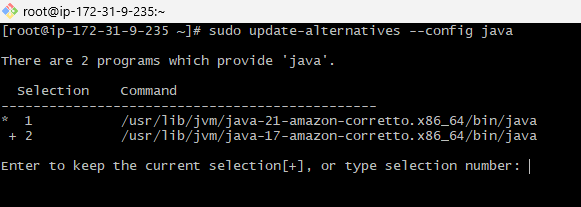 root@ip-172-31-9-235:~
[root@ip-172-31-9-235 ~]# sudo update-alternatives --config java
There are 2 programs which provide 'java'.
Selection    Command
-----------------------------------------------
*  1           /usr/lib/jvm/java-21-amazon-corretto.x86_64/bin/java
 + 2           /usr/lib/jvm/java-17-amazon-corretto.x86_64/bin/java
Enter to keep the current selection[+], or type selection number: